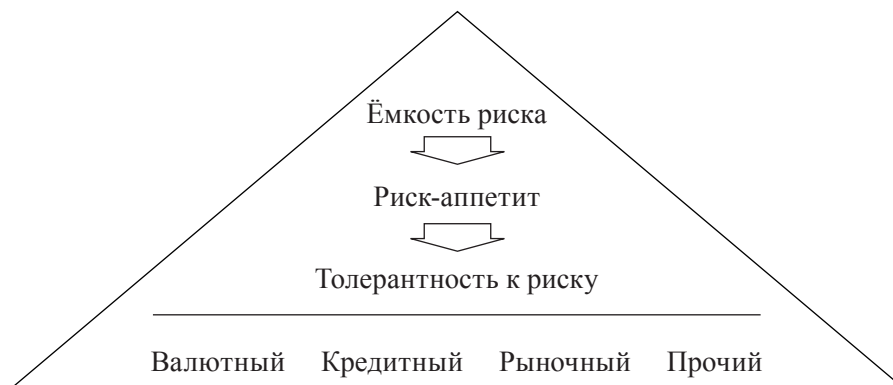 Ёмкость риска
Риск-аппетит
Толерантность к риску
Валютный Кредитный Рыночный Прочий